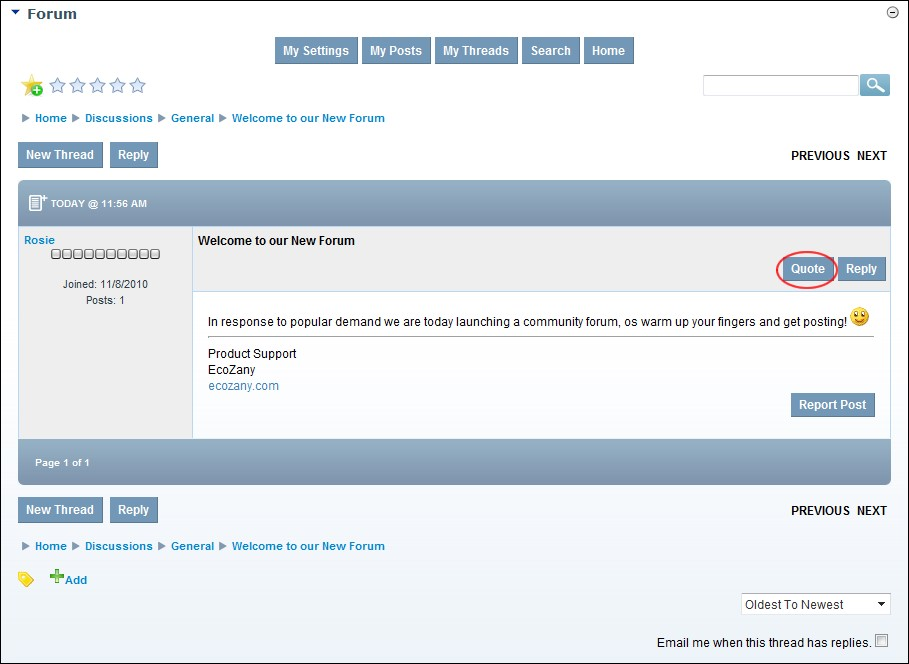 Forum
My Settings My Posts My Threads Search Home
Home Discussions General Welcome to our New Forum
New Thread Reply PREVIOUS NEXT
TODAY @ 11:56 AM
Rosie Welcome to our New Forum
Quote Reply
Joined: 11/8/2010
Posts: 1
In response to popular demand we are today launching a community forum, os warm up your fingers and get posting!
Product Support
EcoZany
ecozany.com
Report Post
Page 1 of 1
New Thread Reply PREVIOUS NEXT
Home Discussions General Welcome to our New Forum
Add
Oldest To Newest
Email me when this thread has replies.